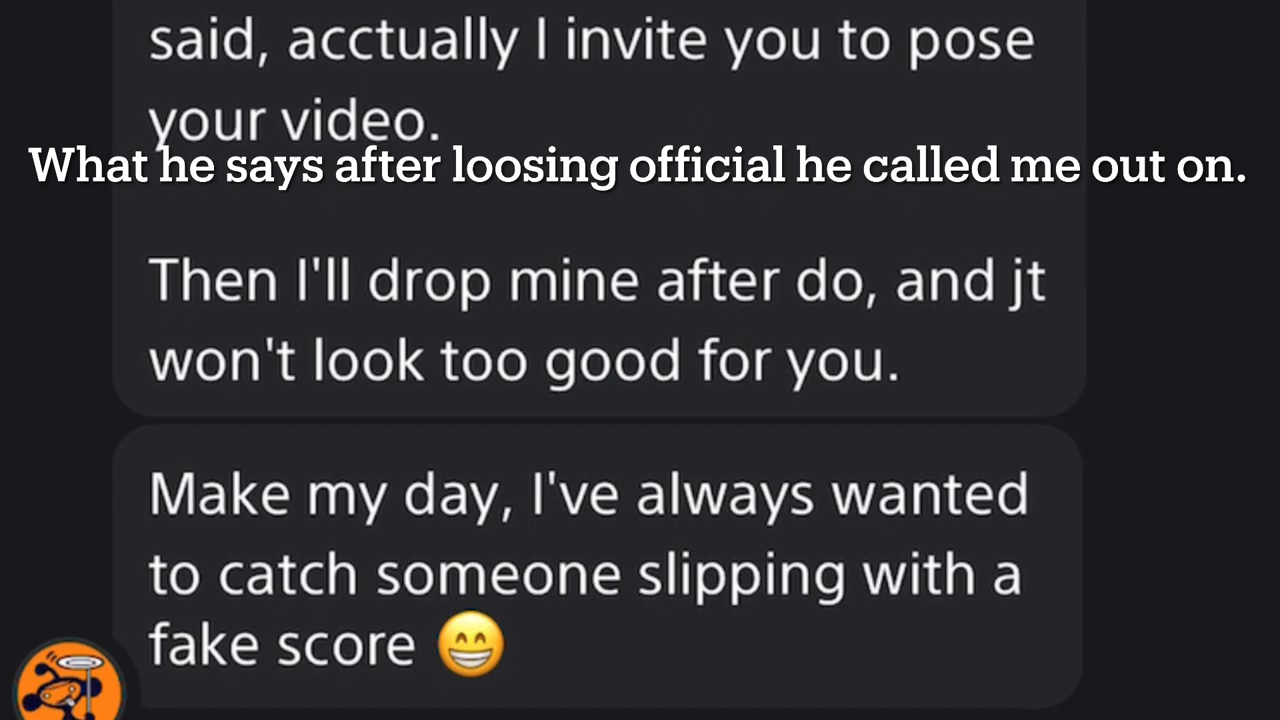 said, acctually I invite you to pose
your video.
What he says after loosing official he called me out on.
Then I'll drop mine after do, and jt
won't look too good for you.
Make my day, I've always wanted
to catch someone slipping with a
fake score 😁